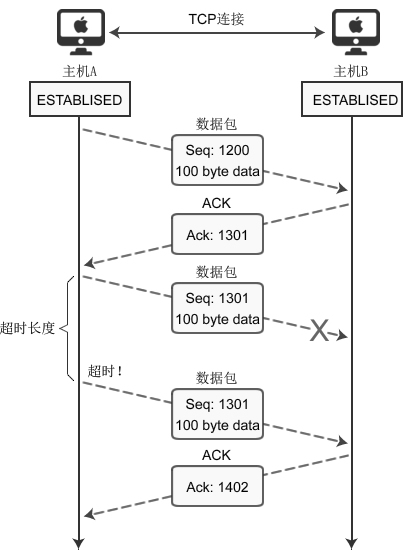 TCP连接
主机A
主机B
ESTABLISED
ESTABLISED
数据包
Seq: 1200
100 byte data
ACK
Ack: 1301
数据包
Seq: 1301
100 byte data
X
超时长度
超时！
数据包
Seq: 1301
100 byte data
ACK
Ack: 1402